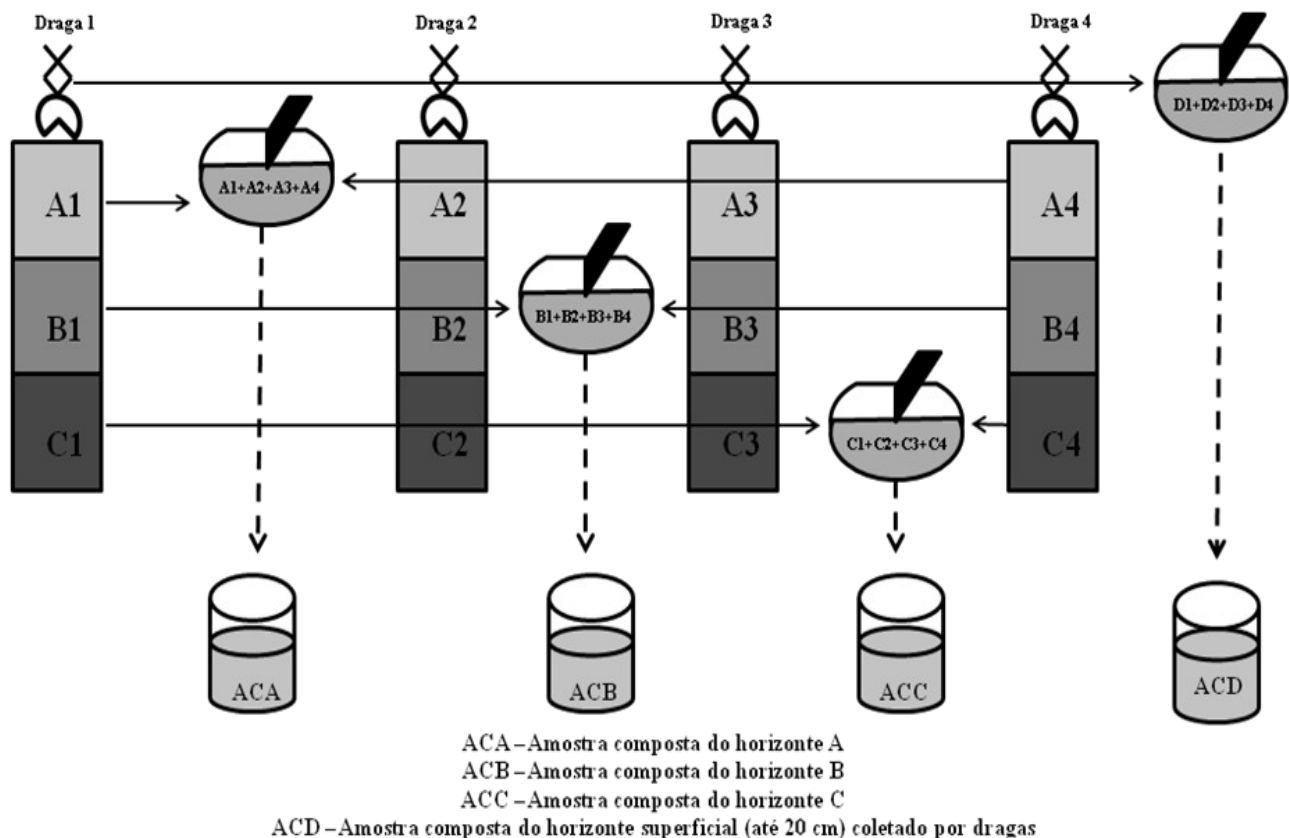 Draga 1
Draga 2
Draga 3
Draga 4
D1+D2+D3+D4
A1+A2+A3+A4
A1
A2
A3
A4
B1+B2+B3+B4
B1
B2
B3
B4
C1+C2+C3+C4
C1
C2
C3
C4
ACA
ACB
ACC
ACD
ACA –Amostra composta do horizonte A
ACB –Amostra composta do horizonte B
ACC –Amostra composta do horizonte C
ACD –Amostra composta do horizonte superficial (até 20 cm) coletado por dragas